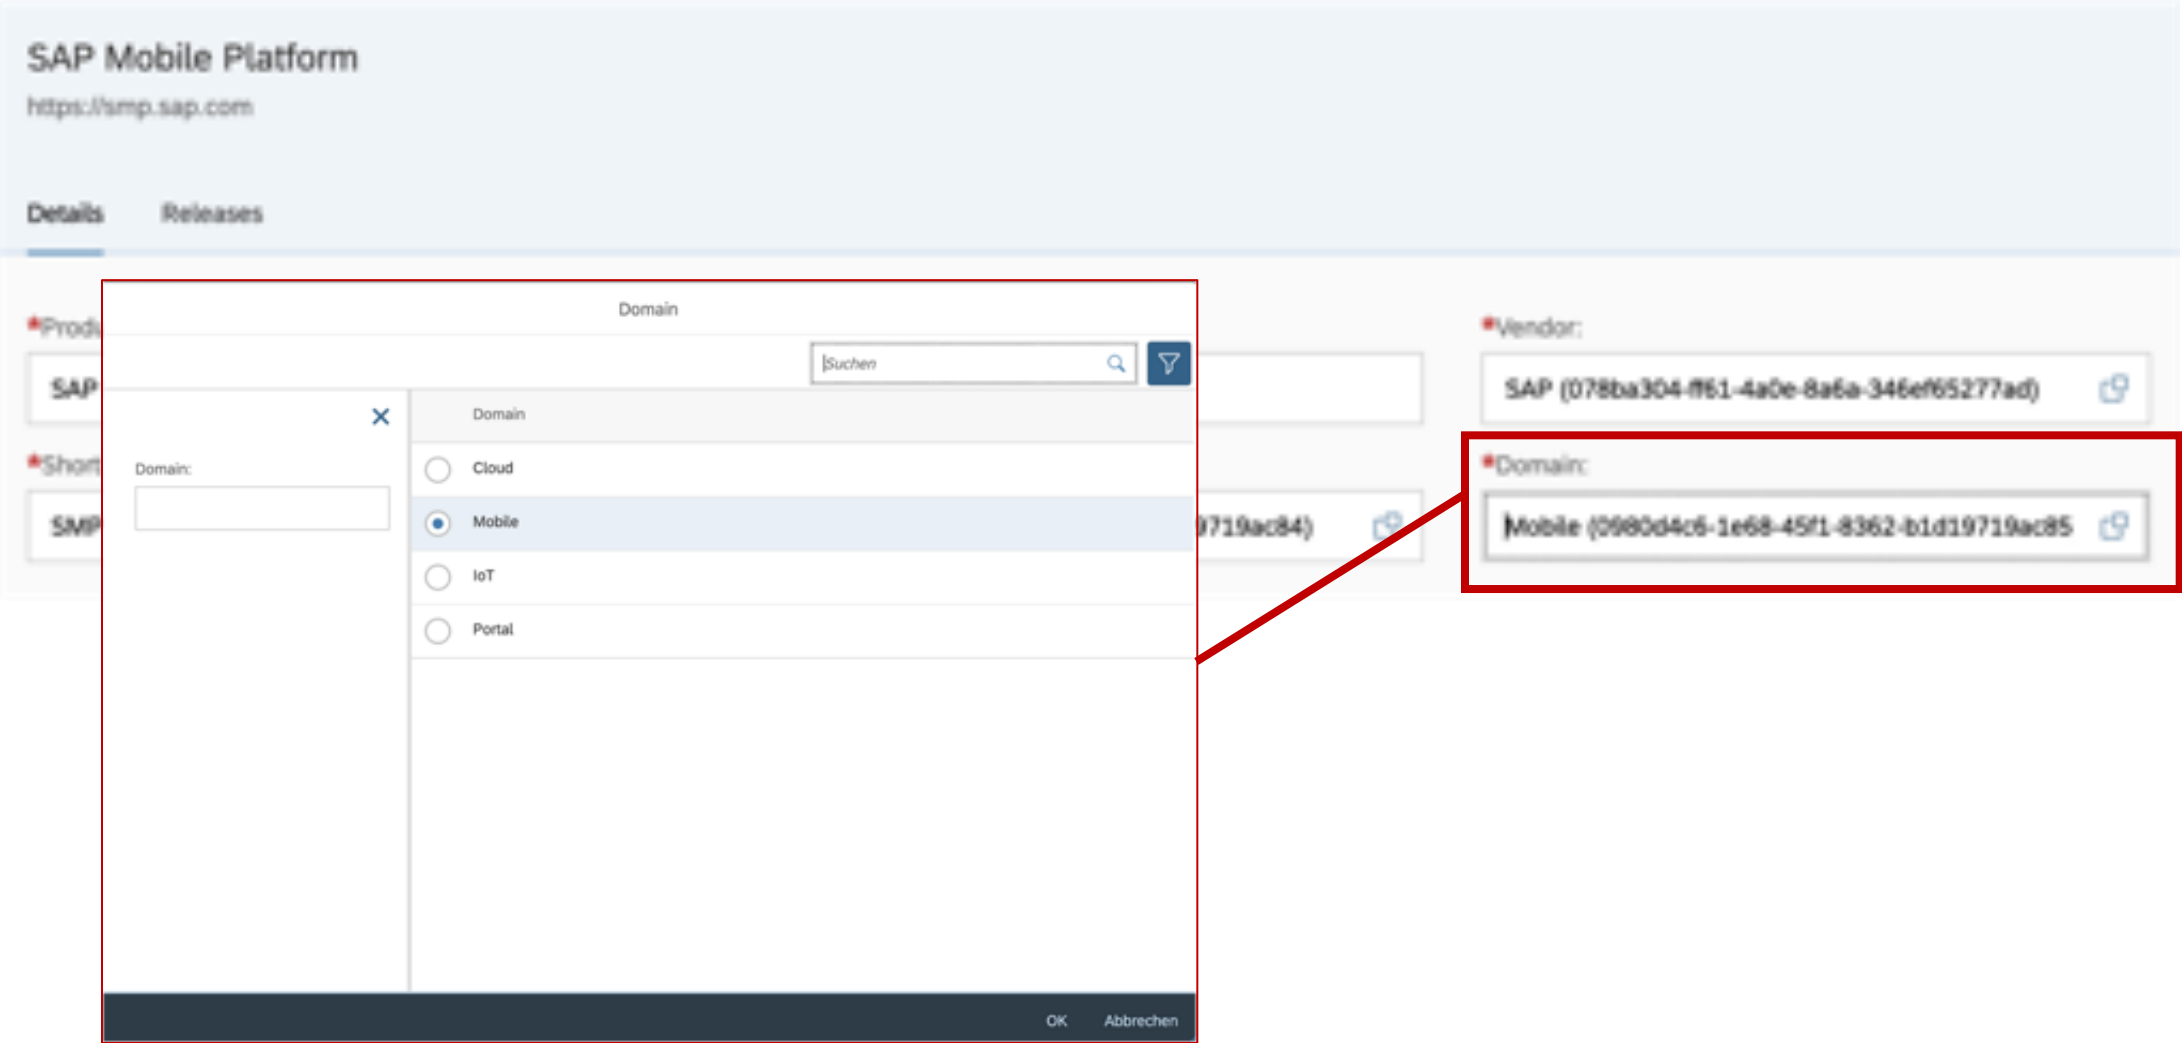 SAP Mobile Platform
https://smp.sap.com
Details Releases
*Produ
SAP
*Short
SMP
Domain
Suchen
Domain:
Domain
Cloud
Mobile
IoT
Portal
OK Abbrechen
9719ac84)
*Vendor:
SAP (078ba304-ff61-4a0e-8a6a-346ef65277ad)
*Domain:
Mobile (0980d4c6-1e68-45f1-8362-b1d19719ac85